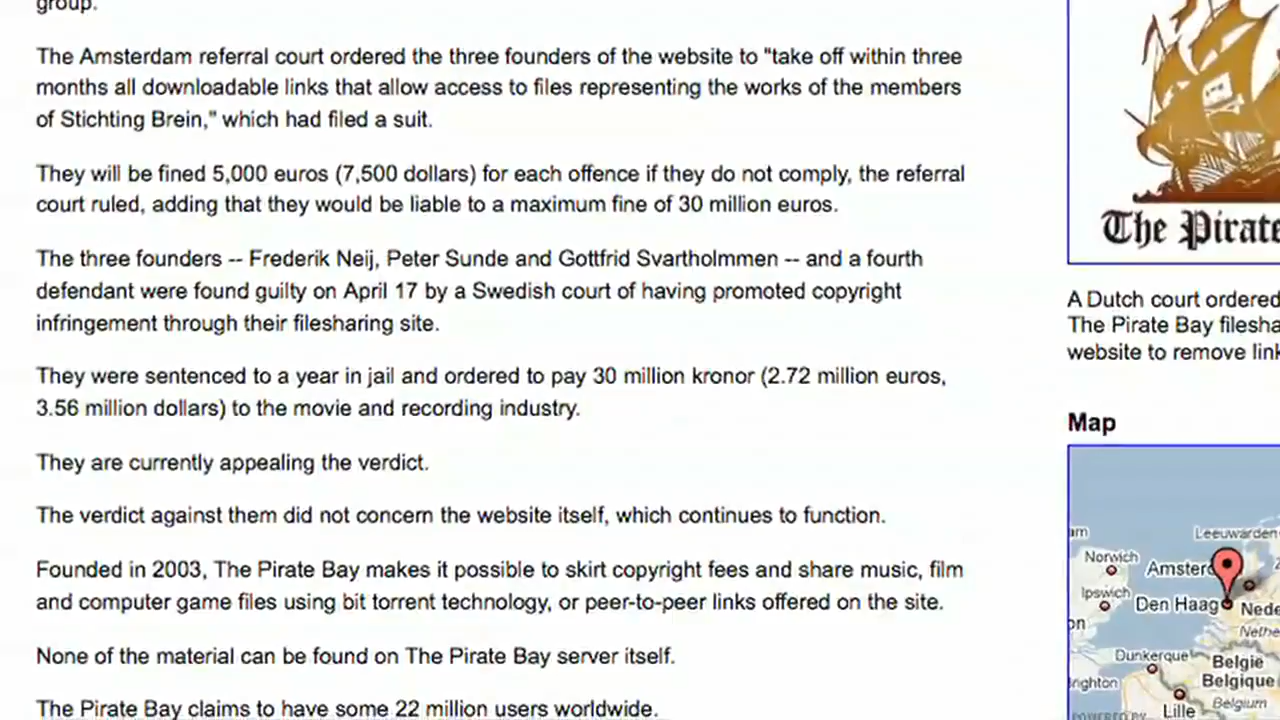 group.
The Amsterdam referral court ordered the three founders of the website to "take off within three
months all downloadable links that allow access to files representing the works of the members
of Stichting Brein," which had filed a suit.
They will be fined 5,000 euros (7,500 dollars) for each offence if they do not comply, the referral
court ruled, adding that they would be liable to a maximum fine of 30 million euros.
The three founders -- Frederik Neij, Peter Sunde and Gottfrid Svartholmmen -- and a fourth
defendant were found guilty on April 17 by a Swedish court of having promoted copyright
infringement through their filesharing site.
They were sentenced to a year in jail and ordered to pay 30 million kronor (2.72 million euros,
3.56 million dollars) to the movie and recording industry.
They are currently appealing the verdict.
The verdict against them did not concern the website itself, which continues to function.
Founded in 2003, The Pirate Bay makes it possible to skirt copyright fees and share music, film
and computer game files using bit torrent technology, or peer-to-peer links offered on the site.
None of the material can be found on The Pirate Bay server itself.
The Pirate Bay claims to have some 22 million users worldwide.
The Pirate
A Dutch court ordered
The Pirate Bay filesha
website to remove link
Map
am
Leeuwarden
Norwich
Amster
Ipswich
Den Haag
Nede
on
Nethe
Dunkerque
Belgie
righton
Belgique
Belgium
Lille
POWERED BY